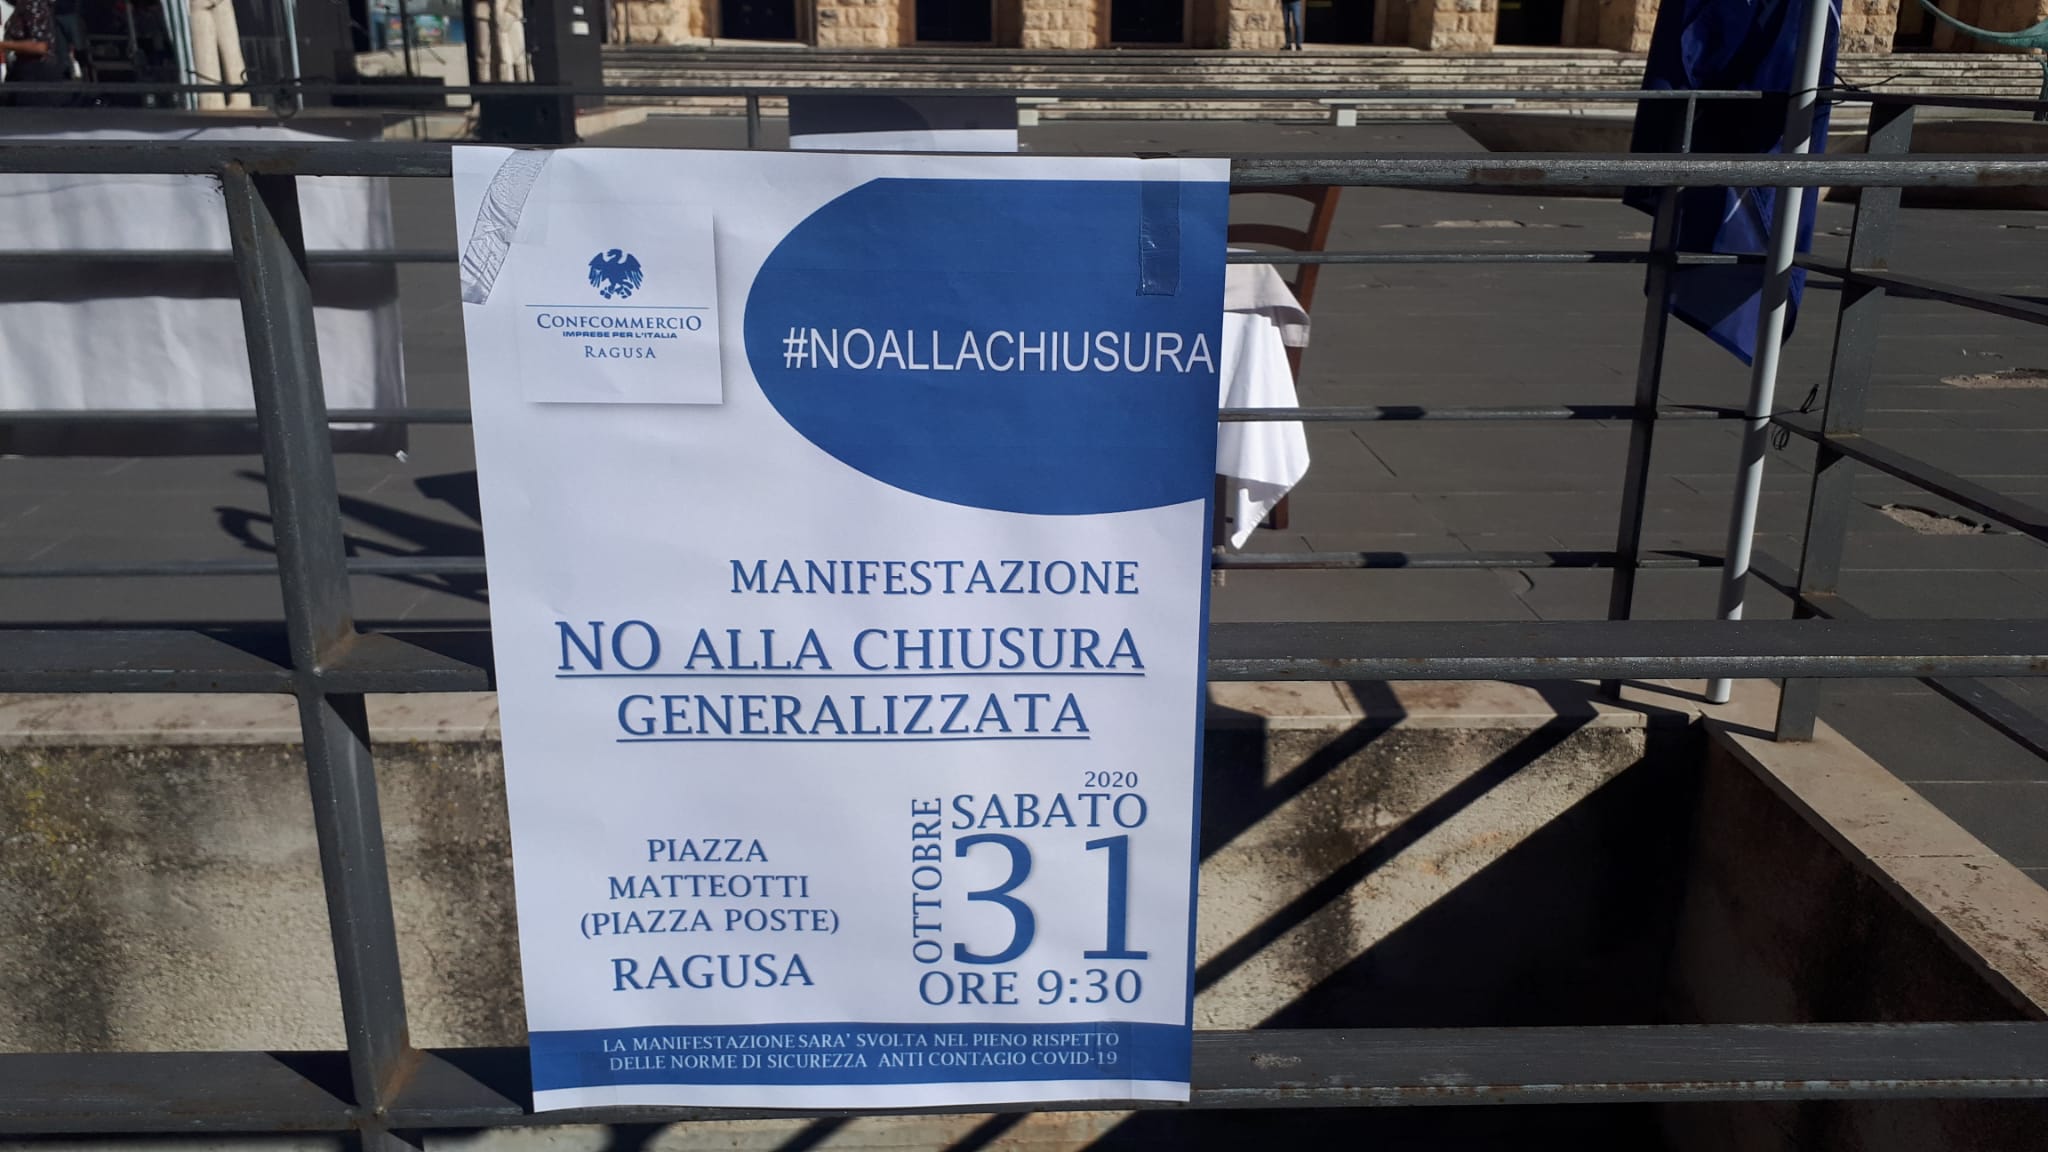 CONFCOMMERCIO
IMPRESE PER L'ITALIA
RAGUSA
#NOALLACHIUSURA
MANIFESTAZIONE
NO ALLA CHIUSURA
GENERALIZZATA
PIAZZA
MATTEOTTI
(PIAZZA POSTE)
RAGUSA
2020
SABATO
OTTOBRE
31
ORE 9:30
LA MANIFESTAZIONE SARA' SVOLTA NEL PIENO RISPETTO
DELLE NORME DI SICUREZZA ANTI CONTAGIO COVID-19